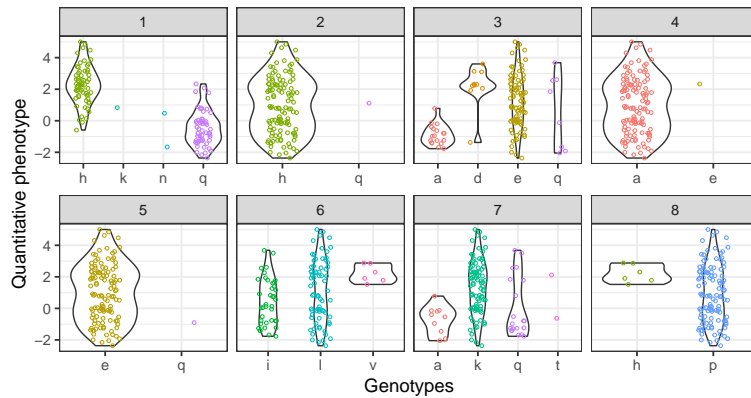 1 2 3 4
4
2
0
−2
h k n q h q a d e q a e
Quantitative phenotype
5 6 7 8
4
2
0
−2
e q i l v a k q t h p
Genotypes